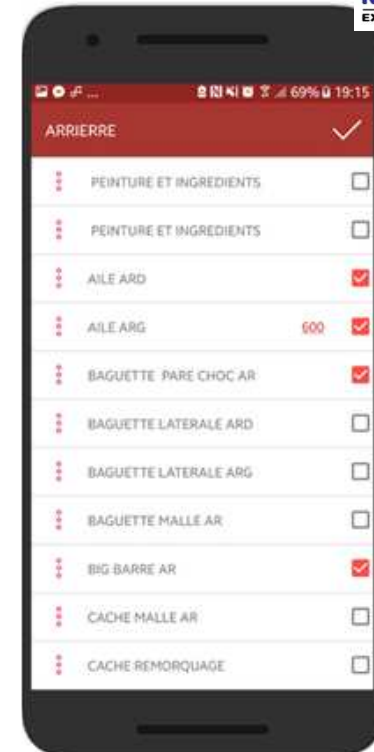 69% 19:15
ARRIERRE
PEINTURE ET INGREDIENTS
PEINTURE ET INGREDIENTS
AILE ARD
AILE ARG 600
BAGUETTE PARE CHOC AR
BAGUETTE LATERALE ARD
BAGUETTE LATERALE ARG
BAGUETTE MALLE AR
BIG BARRE AR
CACHE MALLE AR
CACHE REMORQUAGE